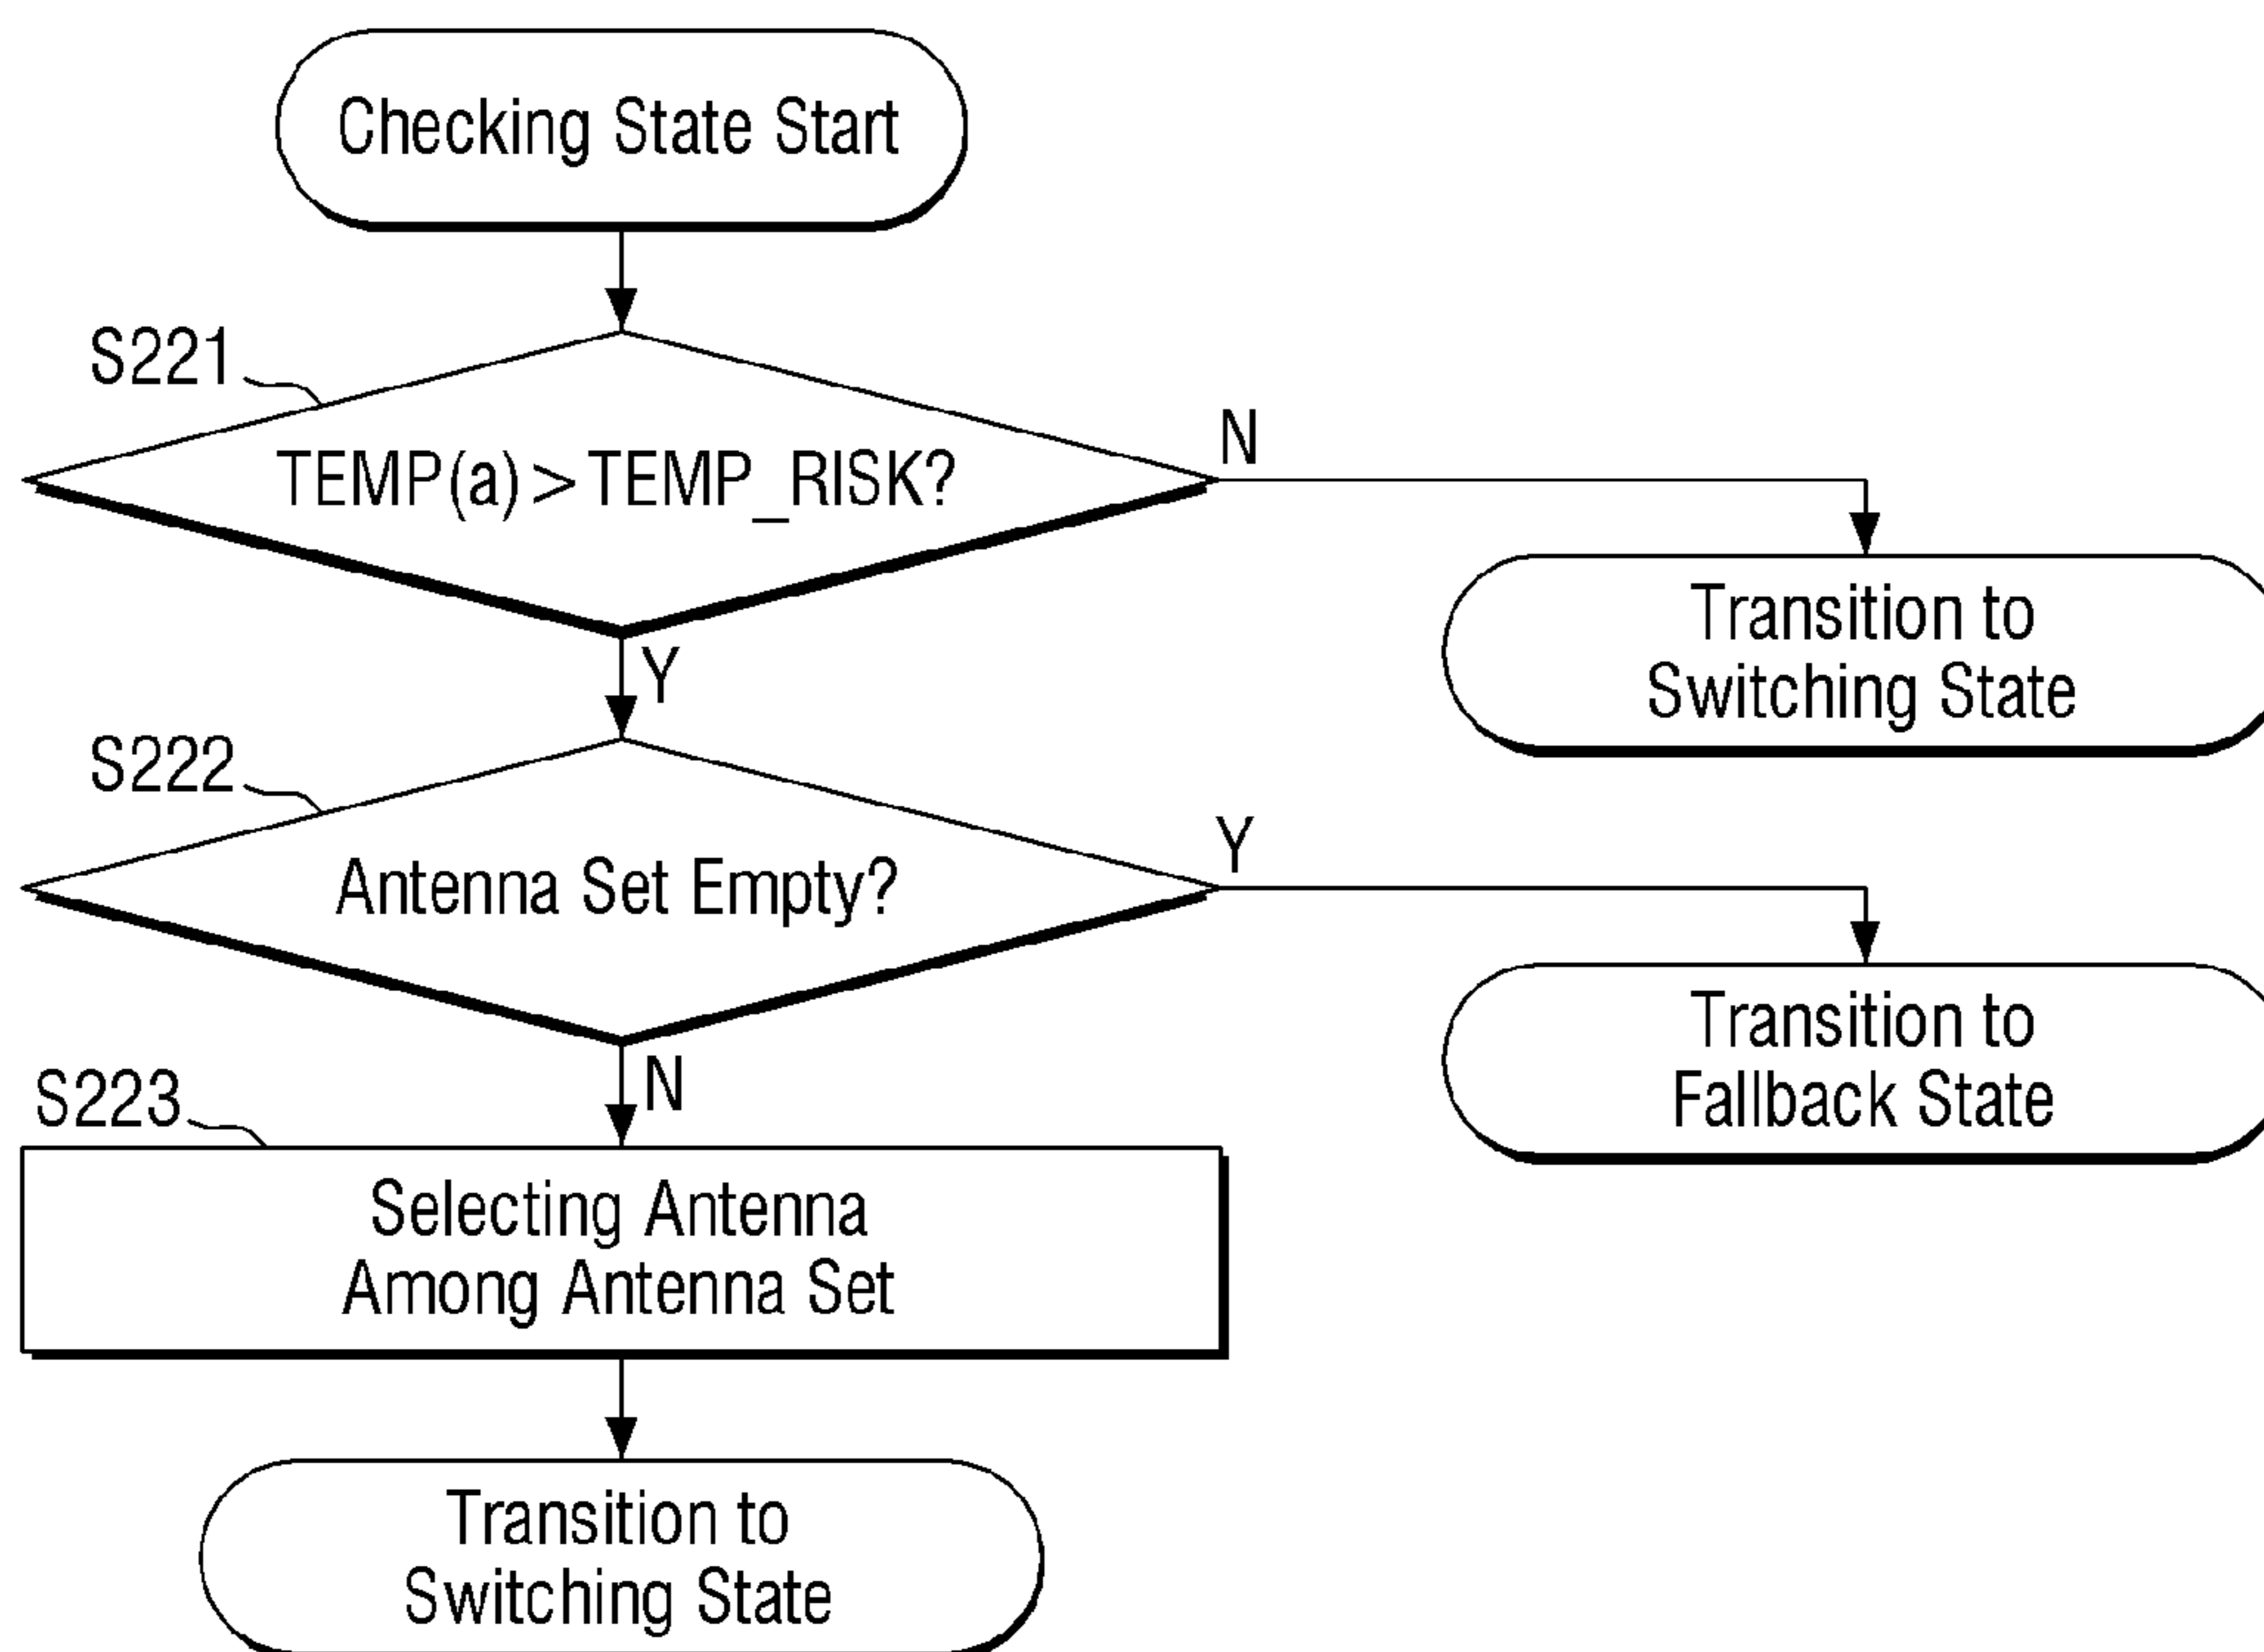 Checking State Start
S221
TEMP(a) > TEMP_RISK?
N
Transition to
Switching State
Y
S222
Antenna Set Empty?
Y
Transition to
Fallback State
N
S223
Selecting Antenna
Among Antenna Set
Transition to
Switching State